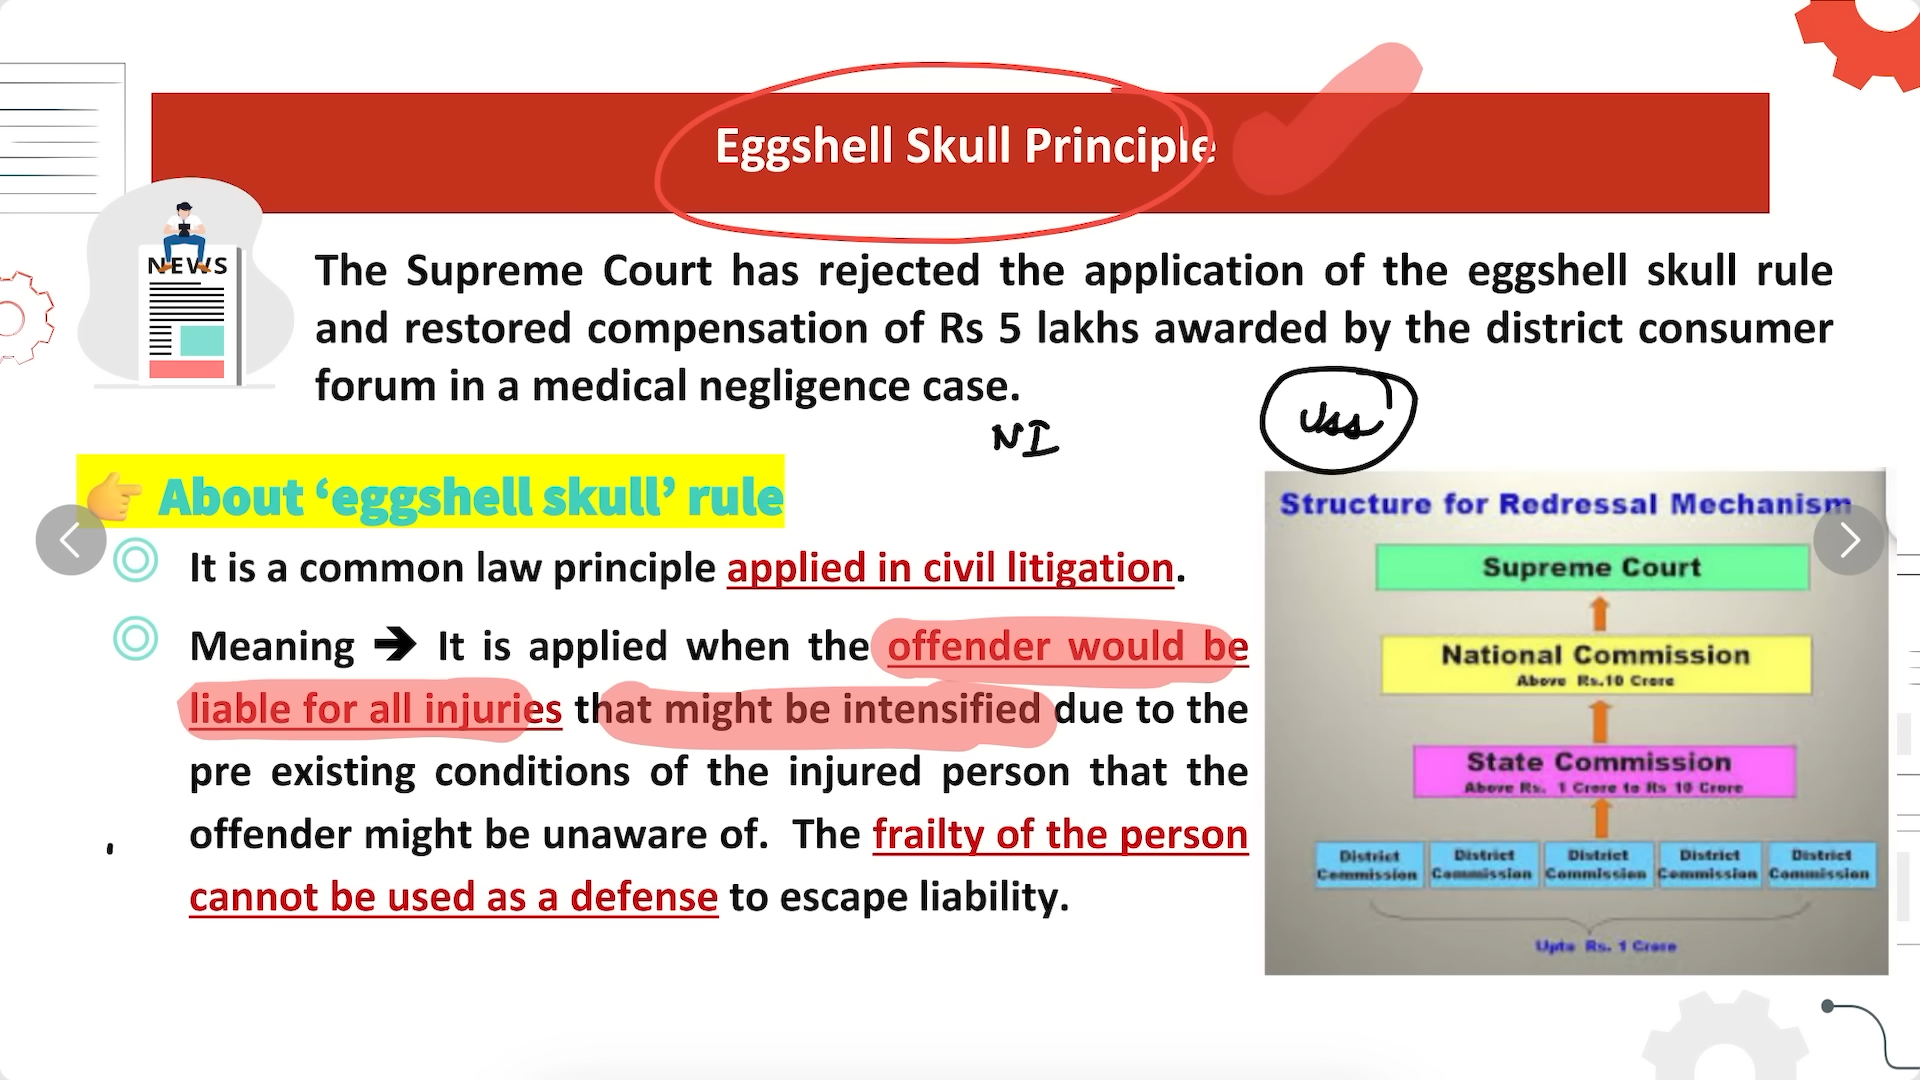 Eggshell Skull Principle
NEWS
The Supreme Court has rejected the application of the eggshell skull rule
and restored compensation of Rs 5 lakhs awarded by the district consumer
forum in a medical negligence case.
NI
👉 About ‘eggshell skull’ rule
It is a common law principle applied in civil litigation.
Meaning ➔ It is applied when the offender would be
liable for all injuries that might be intensified due to the
pre existing conditions of the injured person that the
offender might be unaware of. The frailty of the person
cannot be used as a defense to escape liability.
Structure for Redressal Mechanism
Supreme Court
National Commission
Above Rs.10 Crore
State Commission
Above Rs. 1 Crore to Rs 10 Crore
District Commission
District Commission
District Commission
District Commission
District Commission
Upto Rs. 1 Crore